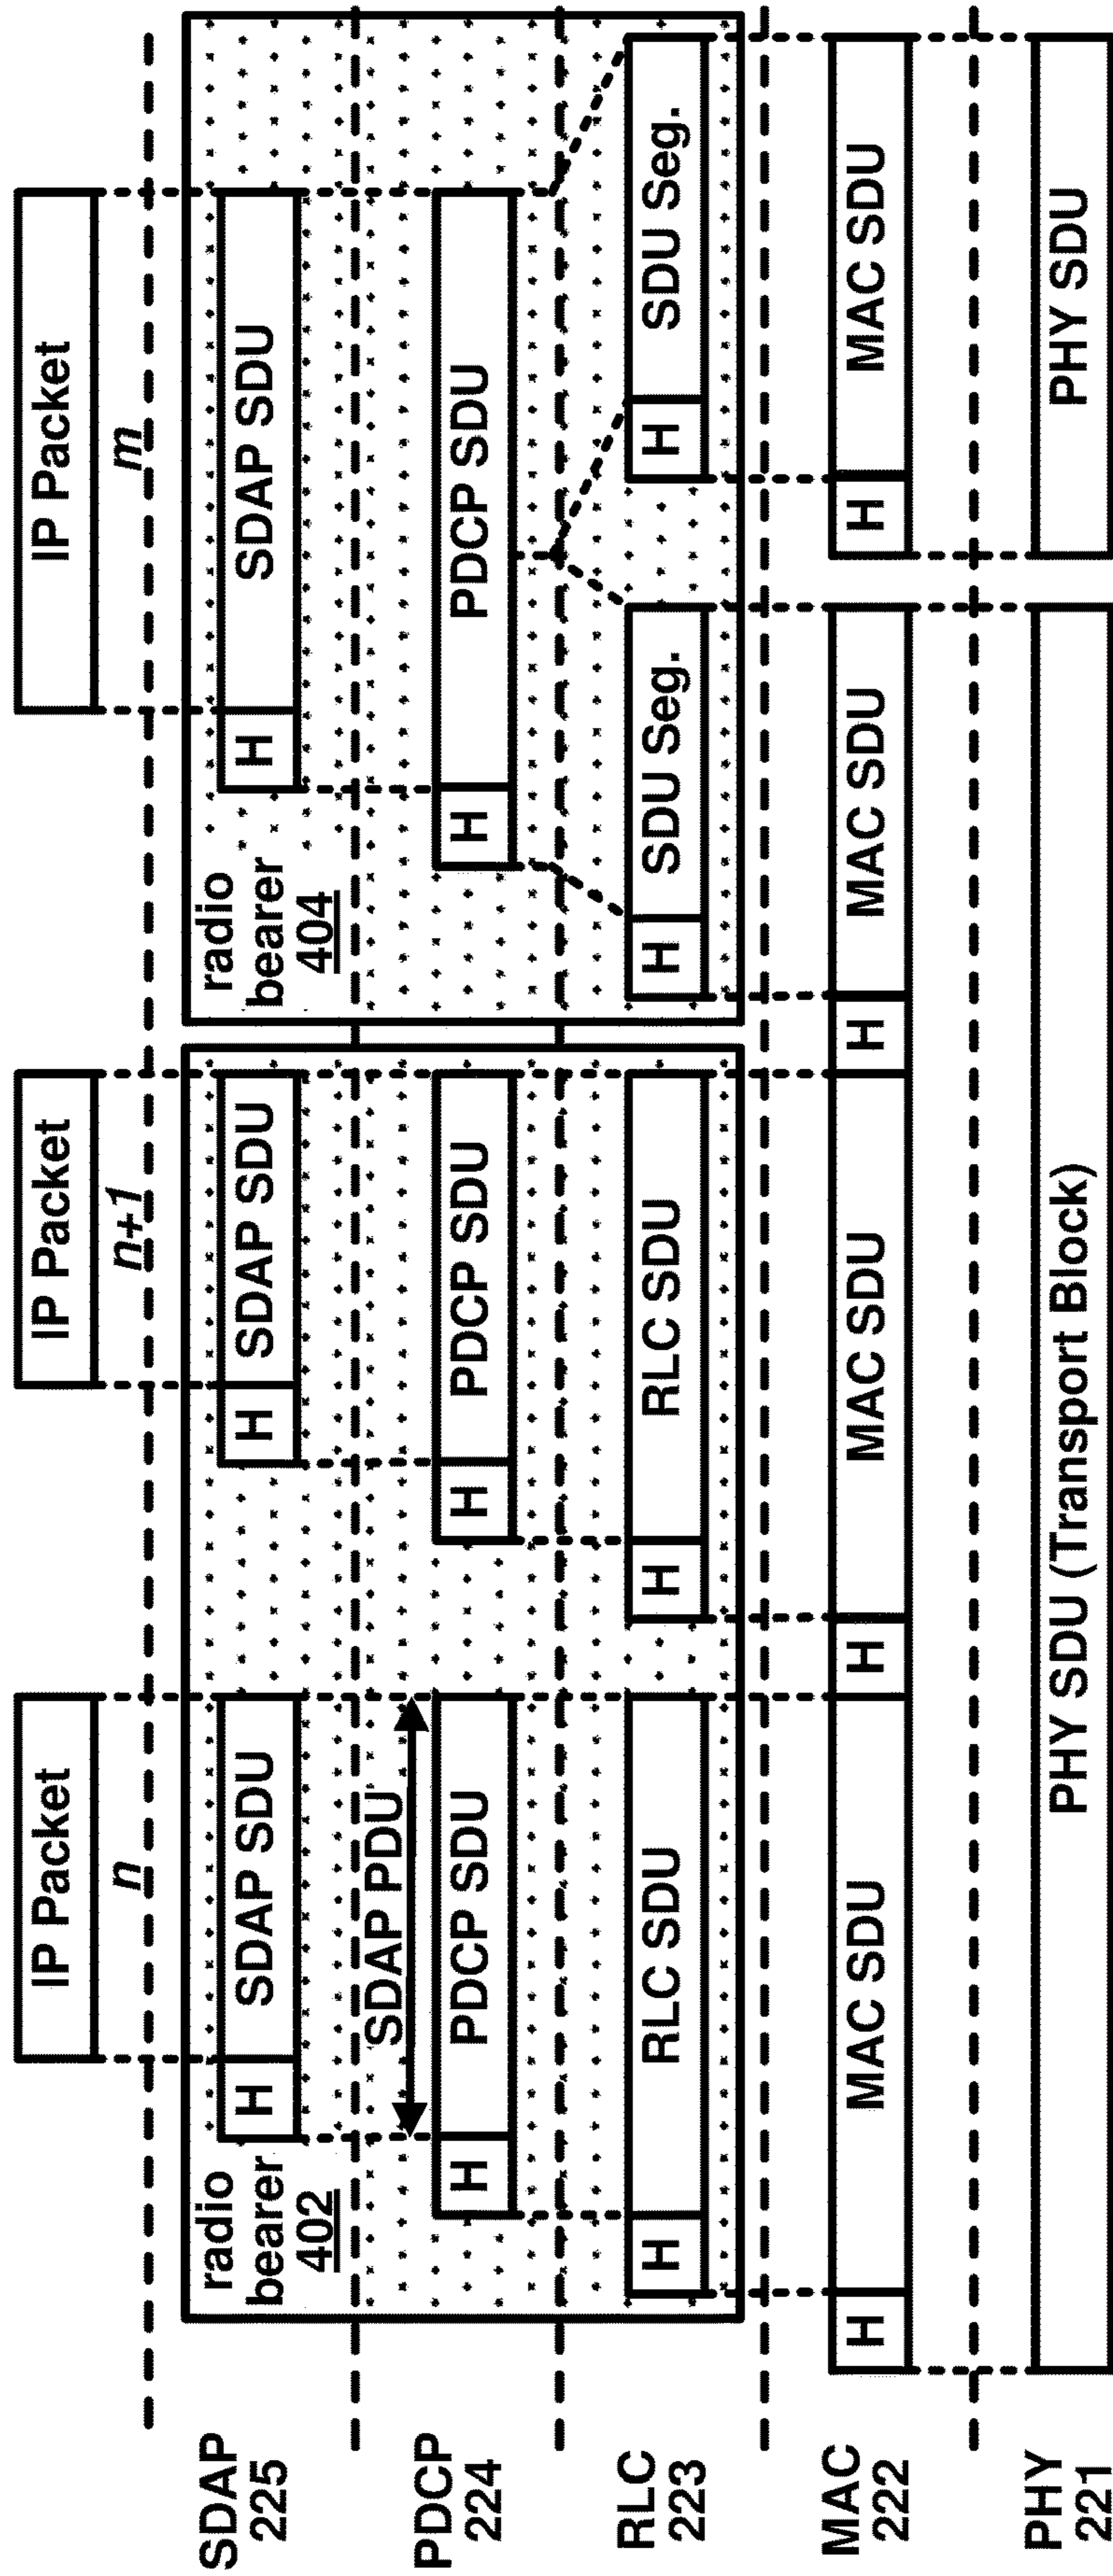 IP Packet
IP Packet
IP Packet
n
n+1
m
SDAP
225
radio
bearer
402
H
SDAP SDU
H
SDAP SDU
radio
bearer
404
H
SDAP SDU
SDAP PDU
PDCP
224
H
PDCP SDU
H
PDCP SDU
H
PDCP SDU
RLC
223
H
RLC SDU
H
RLC SDU
H
SDU Seg.
H
SDU Seg.
MAC
222
H
MAC SDU
H
MAC SDU
H
MAC SDU
H
MAC SDU
PHY
221
PHY SDU (Transport Block)
PHY SDU